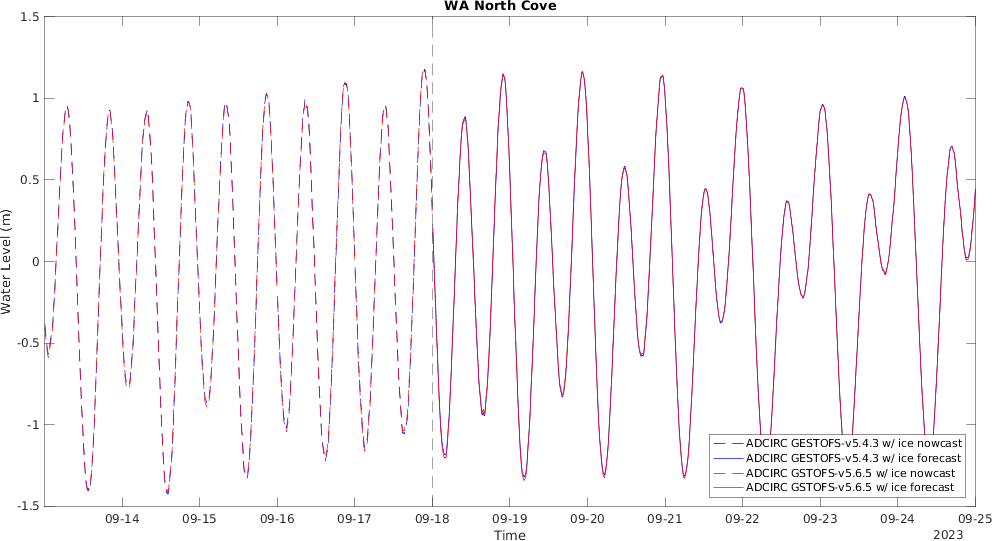 WA North Cove
1.5
1
0.5
0
-0.5
-1
-1.5
Water Level (m)
09-14 09-15 09-16 09-17 09-18 09-19 09-20 09-21 09-22 09-23 09-24 09-25
Time
2023
ADCIRC GESTOFS-v5.4.3 w/ ice nowcast
ADCIRC GESTOFS-v5.4.3 w/ ice forecast
ADCIRC GSTOFS-v5.6.5 w/ ice nowcast
ADCIRC GSTOFS-v5.6.5 w/ ice forecast